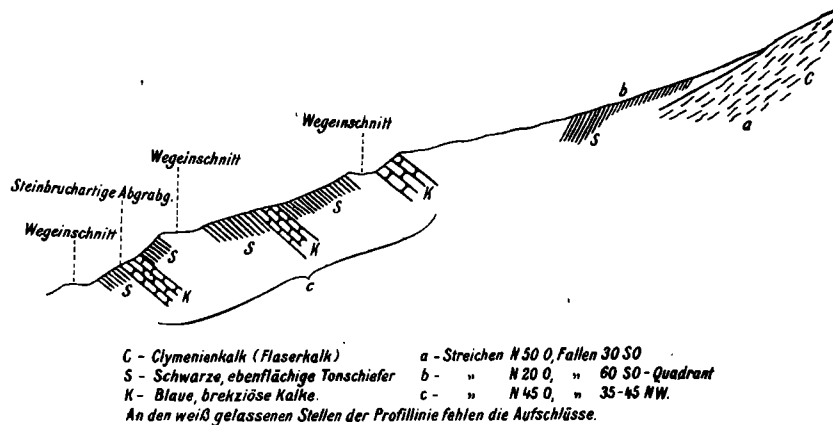 C
b
a
S
Wegeinschnitt
Wegeinschnitt
K
Steinbruchartige Abgrabg.
S
Wegeinschnitt
S
K
S
S
K
c
C - Clymenienkalk (Flaserkalk) a - Streichen N 50 O, Fallen 30 SO
S - Schwarze, ebenflächige Tonschiefer b - " N 20 O, " 60 SO-Quadrant
K - Blaue, brekziöse Kalke. c - " N 45 O, " 35-45 NW.
An den weiß gelassenen Stellen der Profillinie fehlen die Aufschlüsse.